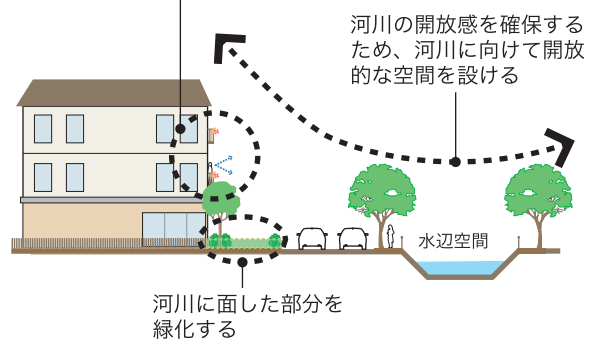 河川の開放感を確保する
ため、河川に向けて開放
的な空間を設ける
水辺空間
河川に面した部分を
緑化する